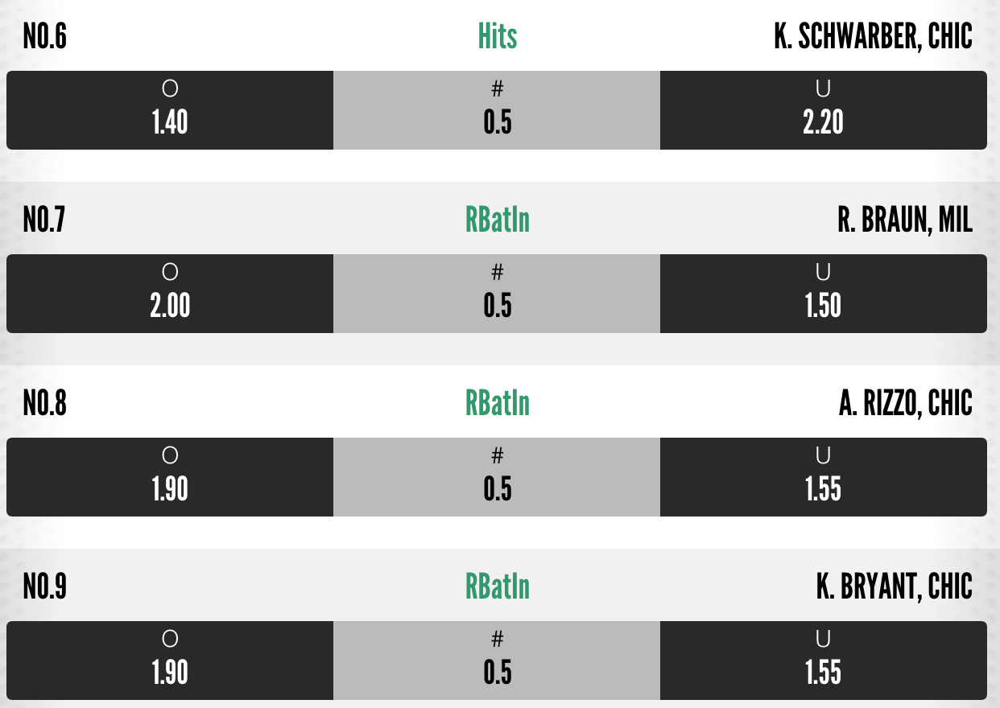 NO.6 Hits K. SCHWARBER, CHIC
O # U
1.40 0.5 2.20
NO.7 RBatIn R. BRAUN, MIL
O # U
2.00 0.5 1.50
NO.8 RBatIn A. RIZZO, CHIC
O # U
1.90 0.5 1.55
NO.9 RBatIn K. BRYANT, CHIC
O # U
1.90 0.5 1.55